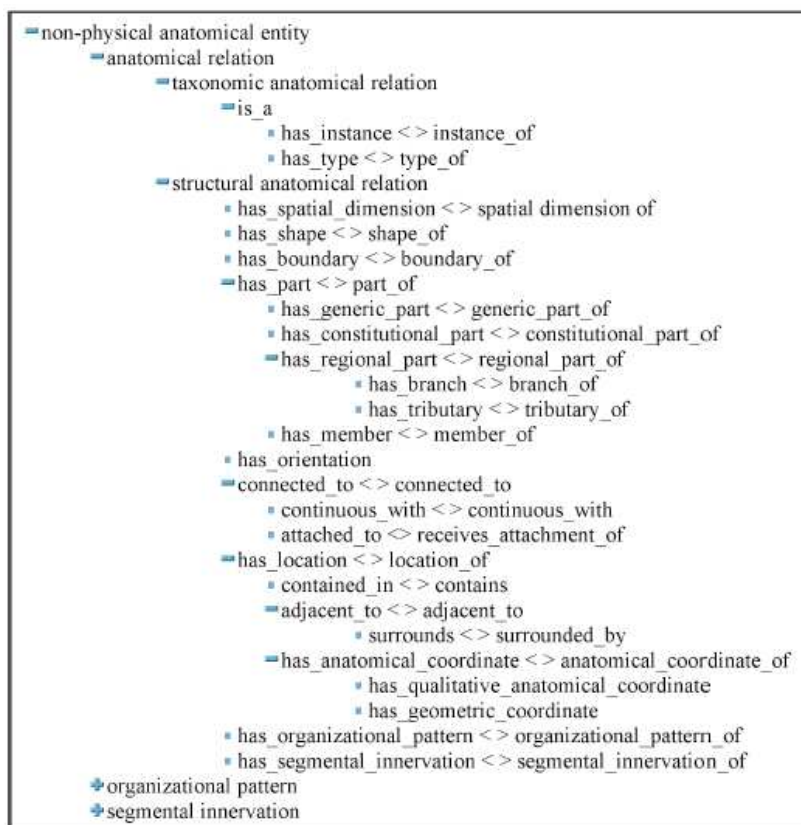 non-physical anatomical entity
anatomical relation
taxonomic anatomical relation
is_a
has_instance < > instance_of
has_type < > type_of
structural anatomical relation
has_spatial_dimension < > spatial dimension of
has_shape < > shape_of
has_boundary < > boundary_of
has_part < > part_of
has_generic_part < > generic_part_of
has_constitutional_part < > constitutional_part_of
has_regional_part < > regional_part_of
has_branch < > branch_of
has_tributary < > tributary_of
has_member < > member_of
has_orientation
connected_to < > connected_to
continuous_with < > continuous_with
attached_to <> receives_attachment_of
has_location < > location_of
contained_in < > contains
adjacent_to < > adjacent_to
surrounds < > surrounded_by
has_anatomical_coordinate < > anatomical_coordinate_of
has_qualitative_anatomical_coordinate
has_geometric_coordinate
has_organizational_pattern < > organizational_pattern_of
has_segmental_innervation < > segmental_innervation_of
organizational pattern
segmental innervation